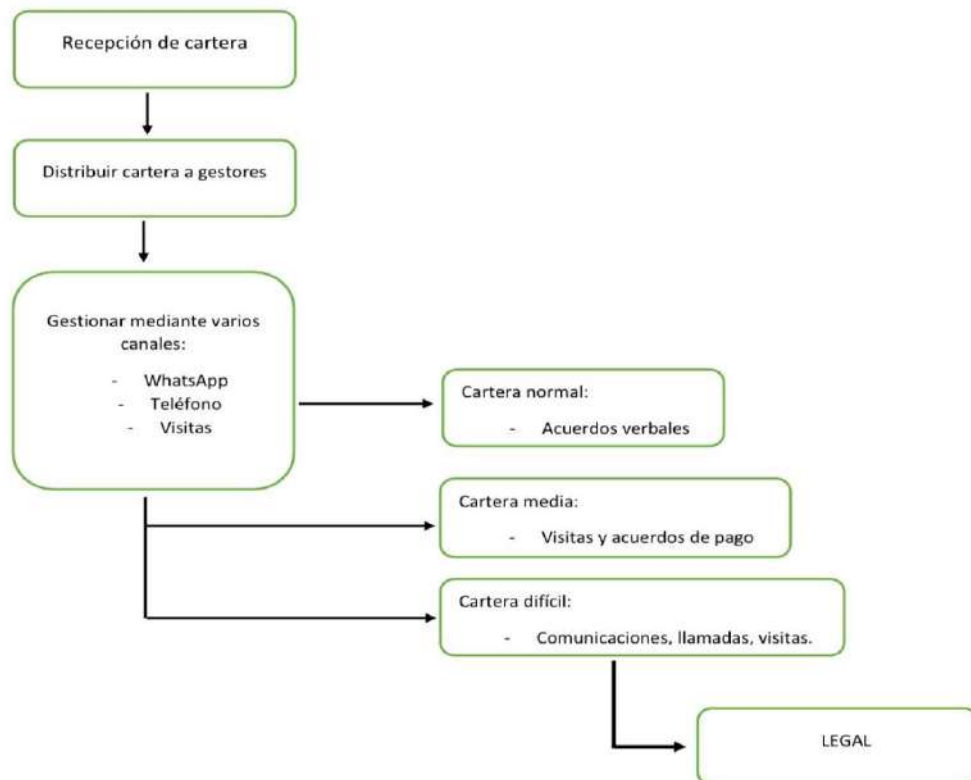 Recepción de cartera
Distribuir cartera a gestores
Gestionar mediante varios
canales:
- WhatsApp
- Teléfono
- Visitas
Cartera normal:
- Acuerdos verbales
Cartera media:
- Visitas y acuerdos de pago
Cartera difícil:
- Comunicaciones, llamadas, visitas.
LEGAL